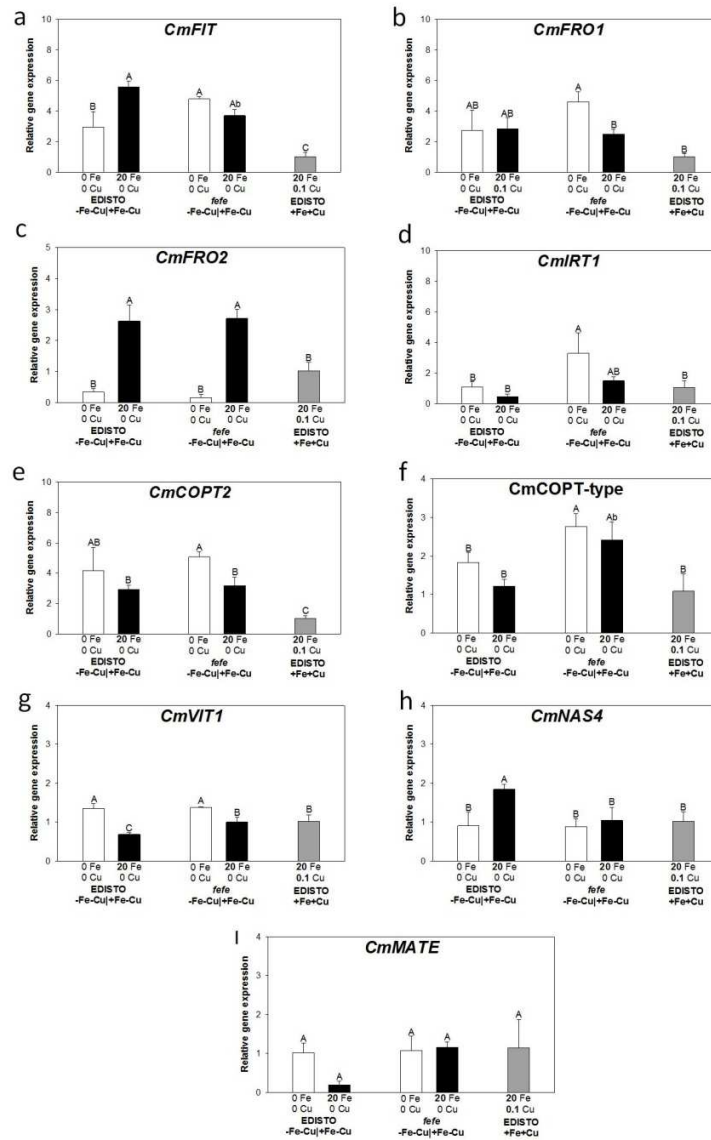 a
CmFIT
Relative gene expression
10
8
6
4
2
0
B A A Ab C
0 Fe 20 Fe 0 Fe 20 Fe 20 Fe
0 Cu 0 Cu 0 Cu 0 Cu 0.1 Cu
EDISTO fefe EDISTO
-Fe-Cu|+Fe-Cu -Fe-Cu|+Fe-Cu +Fe+Cu
b
CmFRO1
Relative gene expression
10
8
6
4
2
0
AB AB A B B
0 Fe 20 Fe 0 Fe 20 Fe 20 Fe
0 Cu 0.1 Cu 0 Cu 0 Cu 0.1 Cu
EDISTO fefe EDISTO
-Fe-Cu|+Fe-Cu -Fe-Cu|+Fe-Cu +Fe+Cu
c
CmFRO2
Relative gene expression
5
4
3
2
1
0
B A B A B
0 Fe 20 Fe 0 Fe 20 Fe 20 Fe
0 Cu 0 Cu 0 Cu 0 Cu 0.1 Cu
EDISTO fefe EDISTO
-Fe-Cu|+Fe-Cu -Fe-Cu|+Fe-Cu +Fe+Cu
d
CmIRT1
Relative gene expression
10
8
6
4
2
0
B B A AB B
0 Fe 20 Fe 0 Fe 20 Fe 20 Fe
0 Cu 0 Cu 0 Cu 0 Cu 0.1 Cu
EDISTO fefe EDISTO
-Fe-Cu|+Fe-Cu -Fe-Cu|+Fe-Cu +Fe+Cu
e
CmCOPT2
Relative gene expression
10
8
6
4
2
0
AB B A B C
0 Fe 20 Fe 0 Fe 20 Fe 20 Fe
0 Cu 0 Cu 0 Cu 0 Cu 0.1 Cu
EDISTO fefe EDISTO
-Fe-Cu|+Fe-Cu -Fe-Cu|+Fe-Cu +Fe+Cu
f
CmCOPT-type
Relative gene expression
4
3
2
1
0
B B A Ab B
0 Fe 20 Fe 0 Fe 20 Fe 20 Fe
0 Cu 0 Cu 0 Cu 0 Cu 0.1 Cu
EDISTO fefe EDISTO
-Fe-Cu|+Fe-Cu -Fe-Cu|+Fe-Cu +Fe+Cu
g
CmVIT1
Relative gene expression
4
3
2
1
0
A C A B B
0 Fe 20 Fe 0 Fe 20 Fe 20 Fe
0 Cu 0 Cu 0 Cu 0 Cu 0.1 Cu
EDISTO fefe EDISTO
-Fe-Cu|+Fe-Cu -Fe-Cu|+Fe-Cu +Fe+Cu
h
CmNAS4
Relative gene expression
4
3
2
1
0
B A B B B
0 Fe 20 Fe 0 Fe 20 Fe 20 Fe
0 Cu 0 Cu 0 Cu 0 Cu 0.1 Cu
EDISTO fefe EDISTO
-Fe-Cu|+Fe-Cu -Fe-Cu|+Fe-Cu +Fe+Cu
I
CmMATE
Relative gene expression
4
3
2
1
0
A A A A A
0 Fe 20 Fe 0 Fe 20 Fe 20 Fe
0 Cu 0 Cu 0 Cu 0 Cu 0.1 Cu
EDISTO fefe EDISTO
-Fe-Cu|+Fe-Cu -Fe-Cu|+Fe-Cu +Fe+Cu